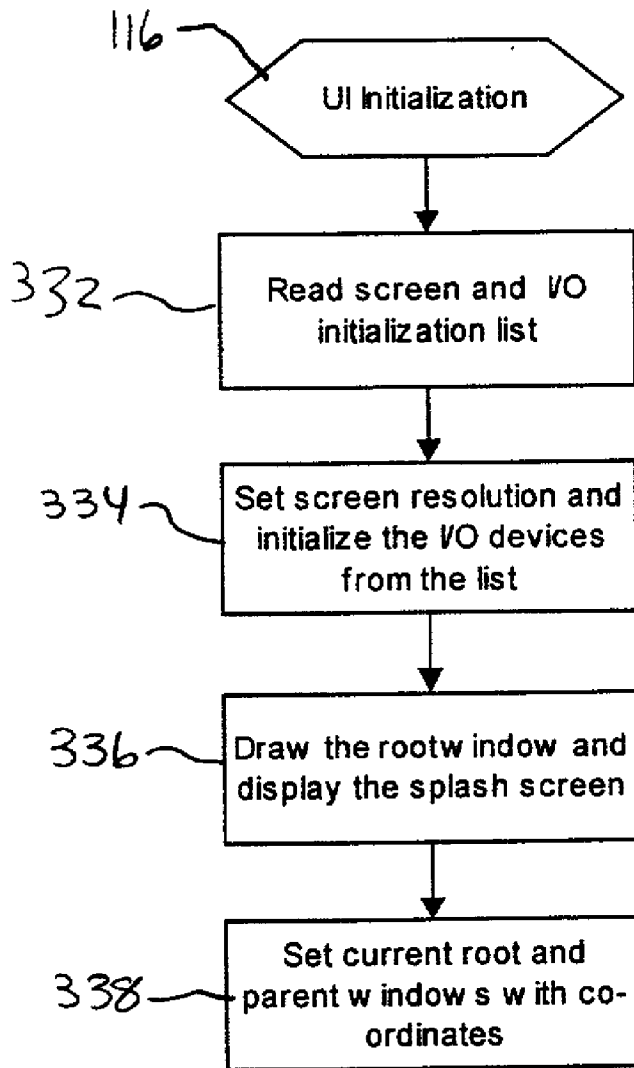 116
UI Initialization
332
Read screen and I/O
initialization list
334
Set screen resolution and
initialize the I/O devices
from the list
336
Draw the rootw indow and
display the splash screen
338
Set current root and
parent w indow s w ith co-
ordinates